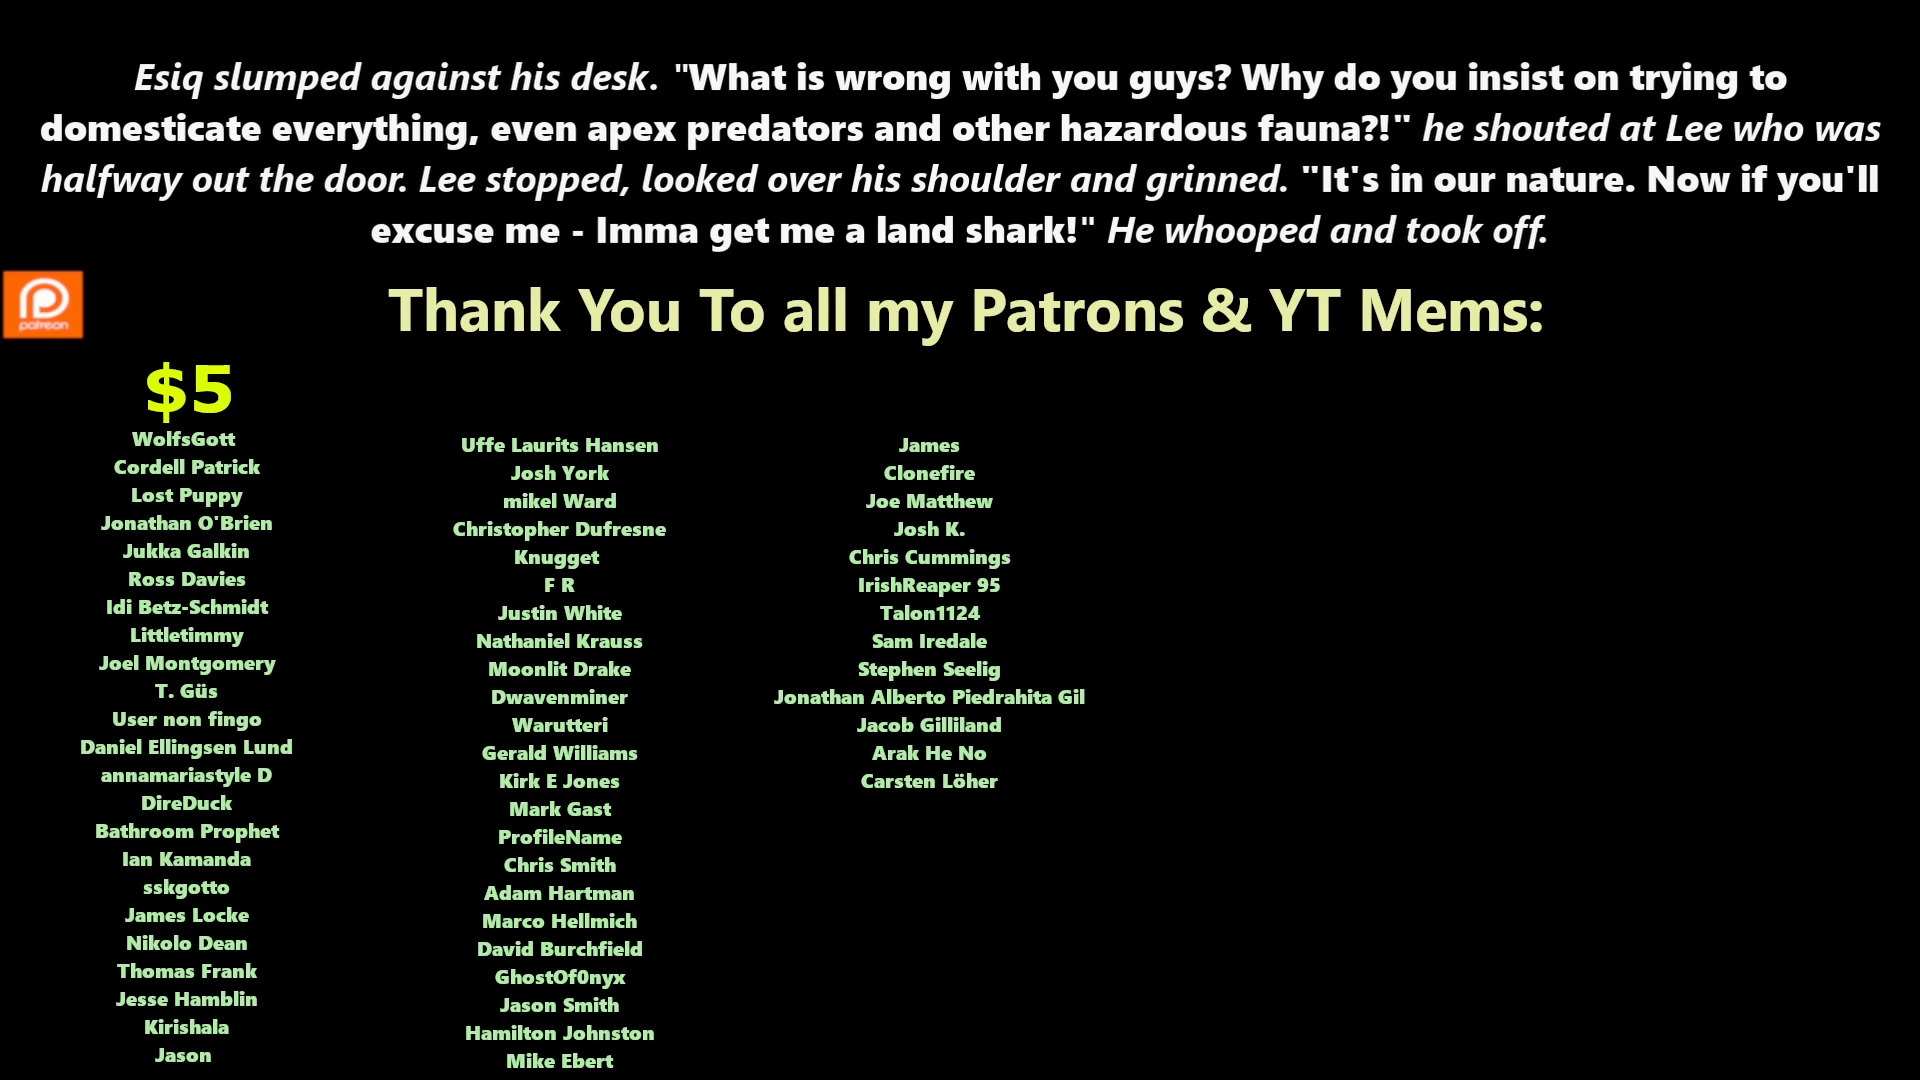 Esiq slumped against his desk. "What is wrong with you guys? Why do you insist on trying to
domesticate everything, even apex predators and other hazardous fauna?!" he shouted at Lee who was
halfway out the door. Lee stopped, looked over his shoulder and grinned. "It's in our nature. Now if you'll
excuse me - Imma get me a land shark!" He whooped and took off.
patreon
Thank You To all my Patrons & YT Mems:
$5
WolfsGott
Cordell Patrick
Lost Puppy
Jonathan O'Brien
Jukka Galkin
Ross Davies
Idi Betz-Schmidt
Littletimmy
Joel Montgomery
T. Güs
User non fingo
Daniel Ellingsen Lund
annamariastyle D
DireDuck
Bathroom Prophet
Ian Kamanda
sskgotto
James Locke
Nikolo Dean
Thomas Frank
Jesse Hamblin
Kirishala
Jason
Uffe Laurits Hansen
Josh York
mikel Ward
Christopher Dufresne
Knugget
F R
Justin White
Nathaniel Krauss
Moonlit Drake
Dwavenminer
Warutteri
Gerald Williams
Kirk E Jones
Mark Gast
ProfileName
Chris Smith
Adam Hartman
Marco Hellmich
David Burchfield
GhostOf0nyx
Jason Smith
Hamilton Johnston
Mike Ebert
James
Clonefire
Joe Matthew
Josh K.
Chris Cummings
IrishReaper 95
Talon1124
Sam Iredale
Stephen Seelig
Jonathan Alberto Piedrahita Gil
Jacob Gilliland
Arak He No
Carsten Löher